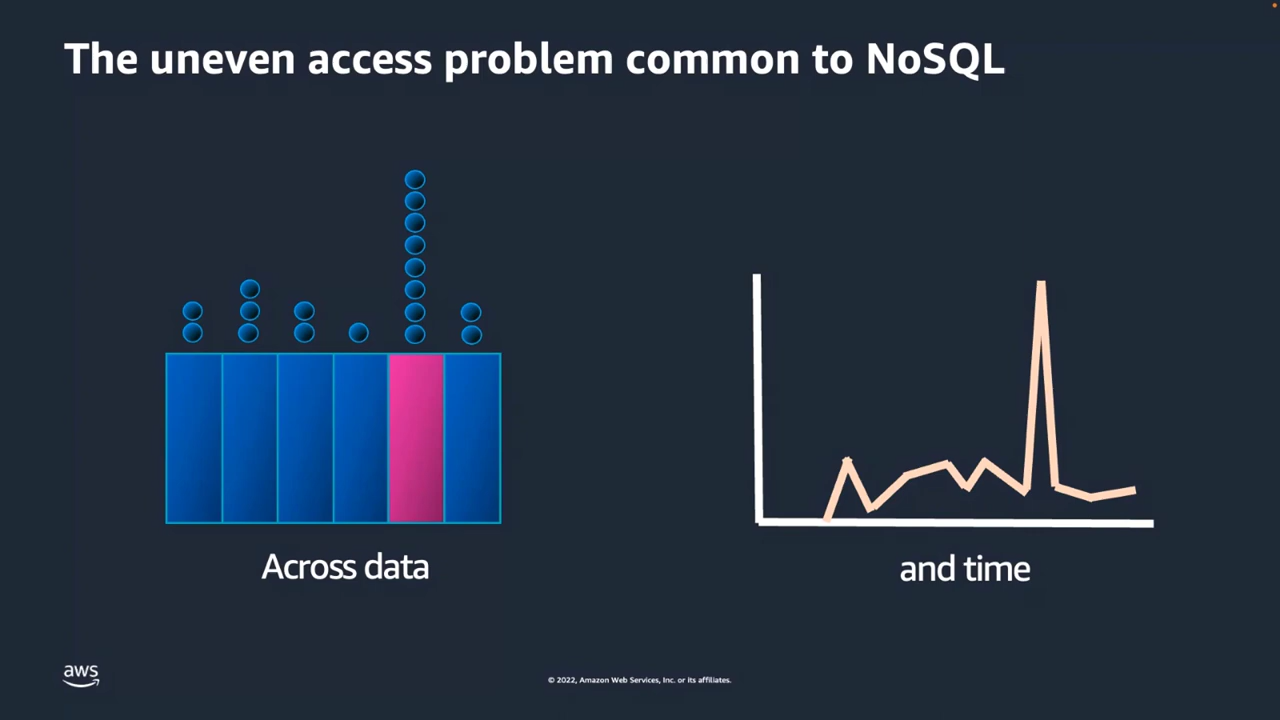 The uneven access problem common to NoSQL
Across data
and time
aws
© 2022, Amazon Web Services, Inc. or its affiliates.